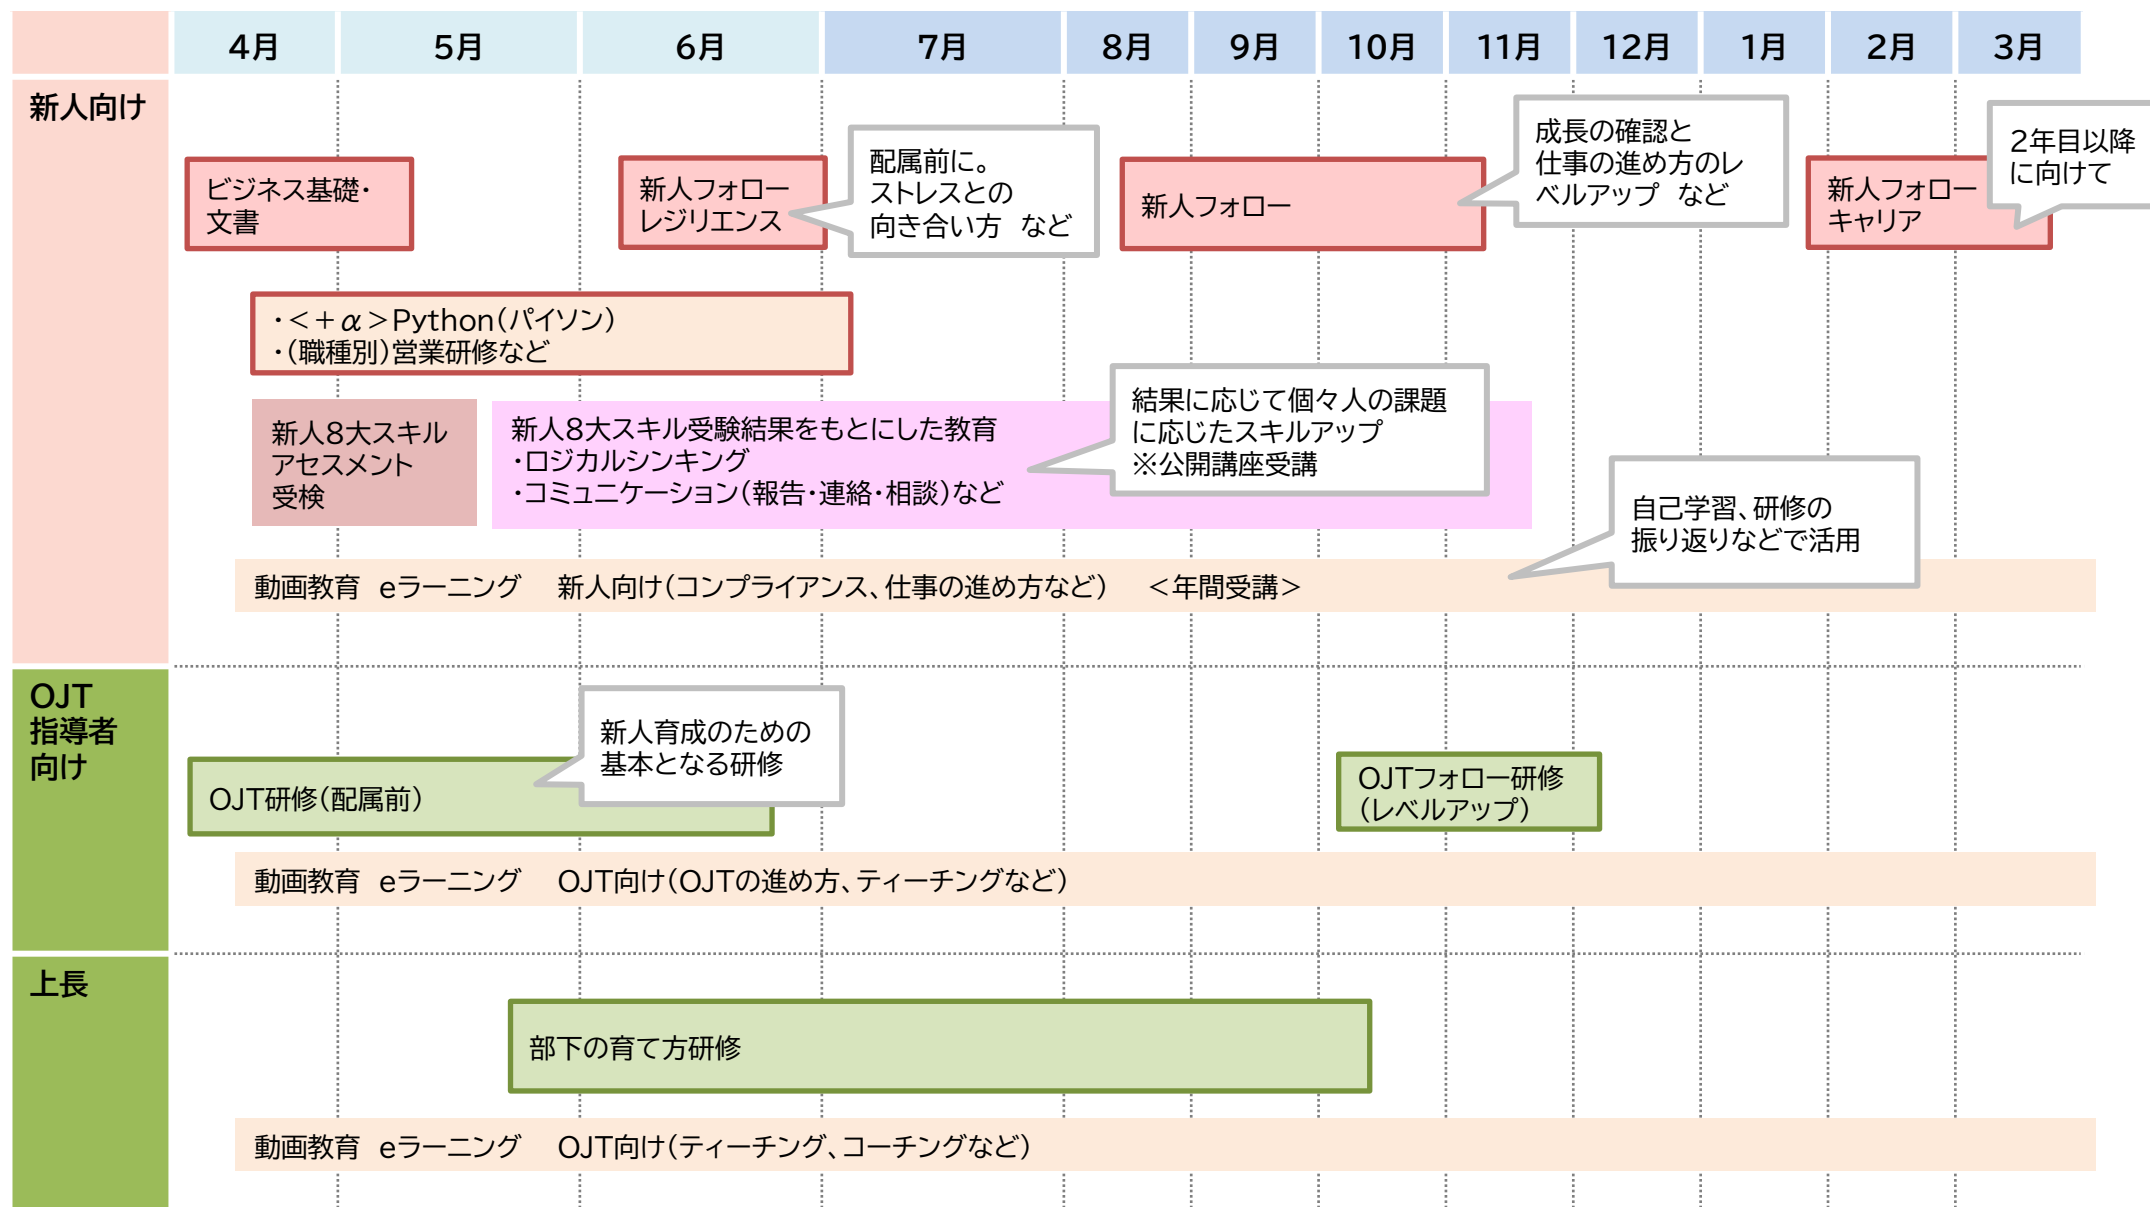 4月 5月 6月 7月 8月 9月 10月 11月 12月 1月 2月 3月
新人向け
ビジネス基礎・
文書
新人フォロー
レジリエンス
配属前に。
ストレスとの
向き合い方　など
新人フォロー
成長の確認と
仕事の進め方のレ
ベルアップ　など
新人フォロー
キャリア
2年目以降
に向けて
・＜＋α＞Python（パイソン）
・（職種別）営業研修など
新人8大スキル
アセスメント
受検
新人8大スキル受験結果をもとにした教育
・ロジカルシンキング
・コミュニケーション（報告・連絡・相談）など
結果に応じて個々人の課題
に応じたスキルアップ
※公開講座受講
自己学習、研修の
振り返りなどで活用
動画教育　eラーニング　新人向け（コンプライアンス、仕事の進め方など）　＜年間受講＞
OJT
指導者
向け
新人育成のための
基本となる研修
OJT研修（配属前）
OJTフォロー研修
（レベルアップ）
動画教育　eラーニング　OJT向け（OJTの進め方、ティーチングなど）
上長
部下の育て方研修
動画教育　eラーニング　OJT向け（ティーチング、コーチングなど）